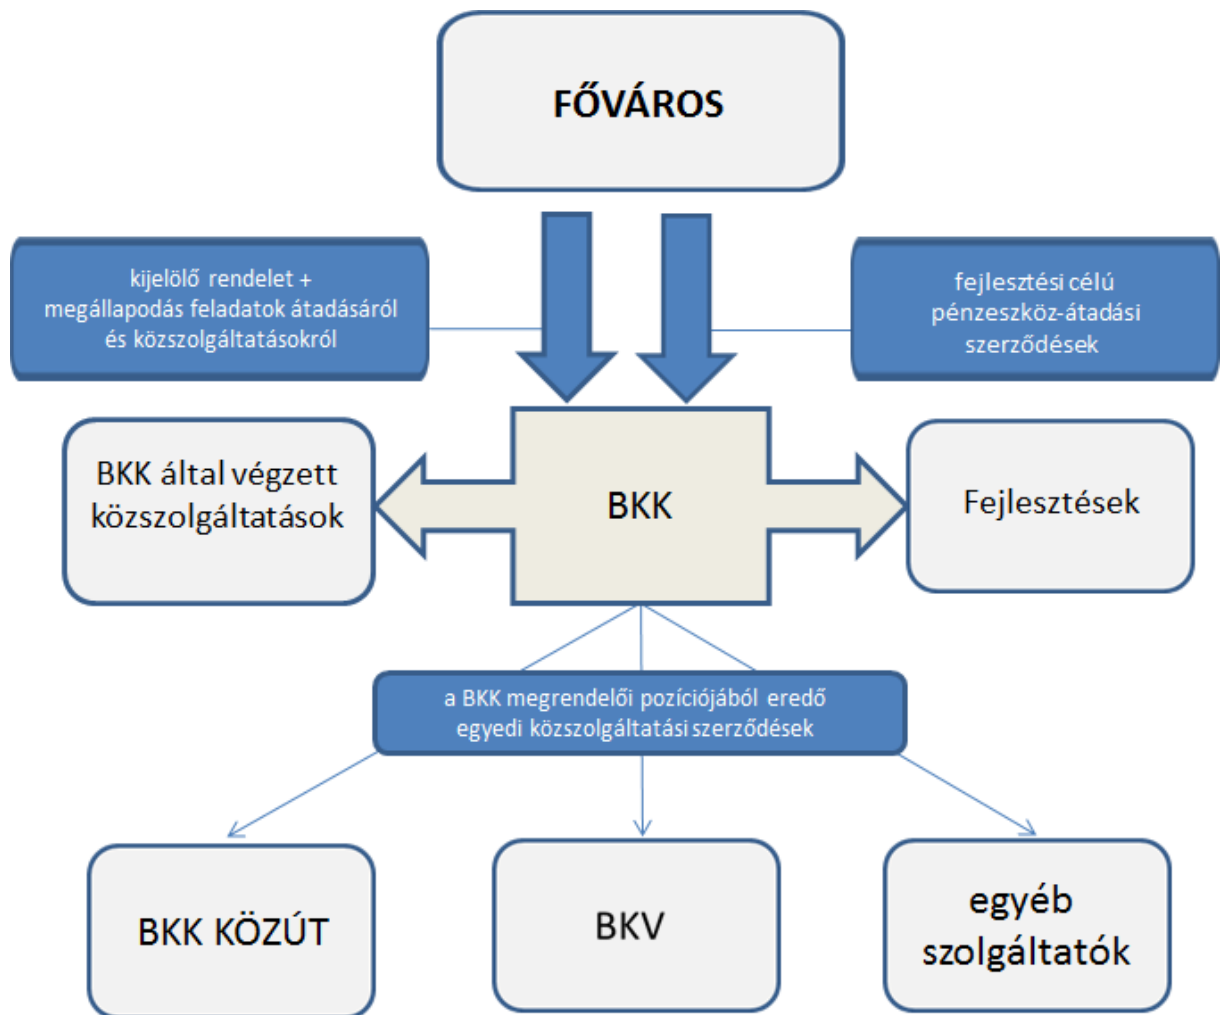 FŐVÁROS
kijelölő rendelet +
megállapodás feladatok átadásáról
és közszolgáltatásokról
fejlesztési célú
pénzeszköz-átadási
szerződések
BKK által végzett
közszolgáltatások
BKK
Fejlesztések
a BKK megrendelői pozíciójából eredő
egyedi közszolgáltatási szerződések
BKK KÖZÚT
BKV
egyéb
szolgáltatók